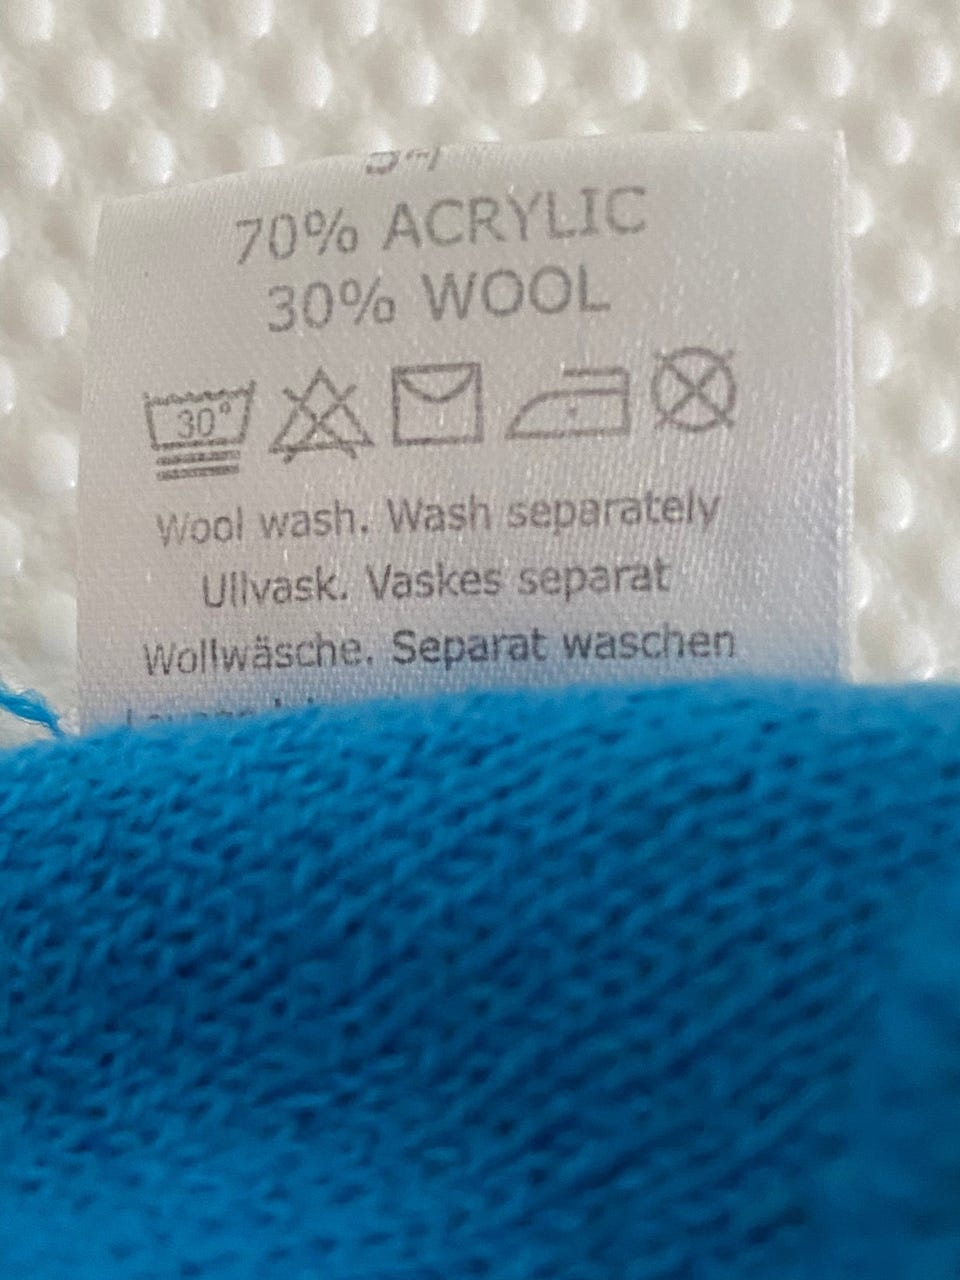 70% ACRYLIC
30% WOOL
30°
Wool wash. Wash separately
Ullvask. Vaskes separat
Wollwäsche. Separat waschen